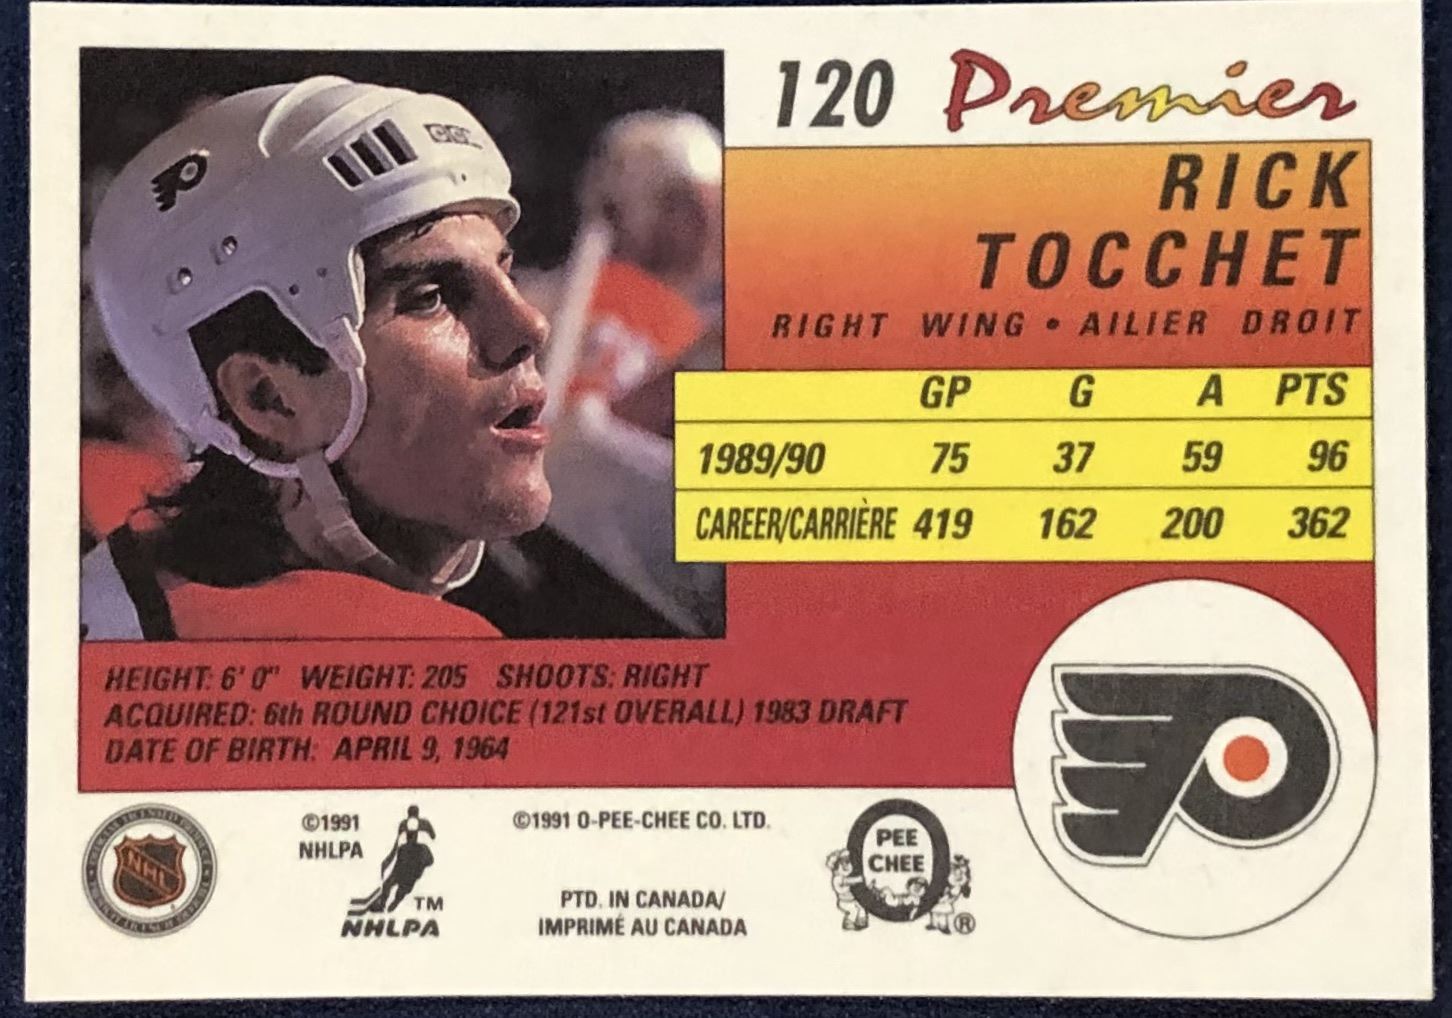 120 Premier
RICK
TOCCHET
RIGHT WING • AILIER DROIT
GP G A PTS
1989/90 75 37 59 96
CAREER/CARRIÈRE 419 162 200 362
HEIGHT: 6' 0" WEIGHT: 205 SHOOTS: RIGHT
ACQUIRED: 6th ROUND CHOICE (121st OVERALL) 1983 DRAFT
DATE OF BIRTH: APRIL 9, 1964
NHL
©1991
NHLPA
TM
NHLPA
©1991 O-PEE-CHEE CO. LTD.
PTD. IN CANADA/
IMPRIMÉ AU CANADA
O
PEE
CHEE
®
CCM